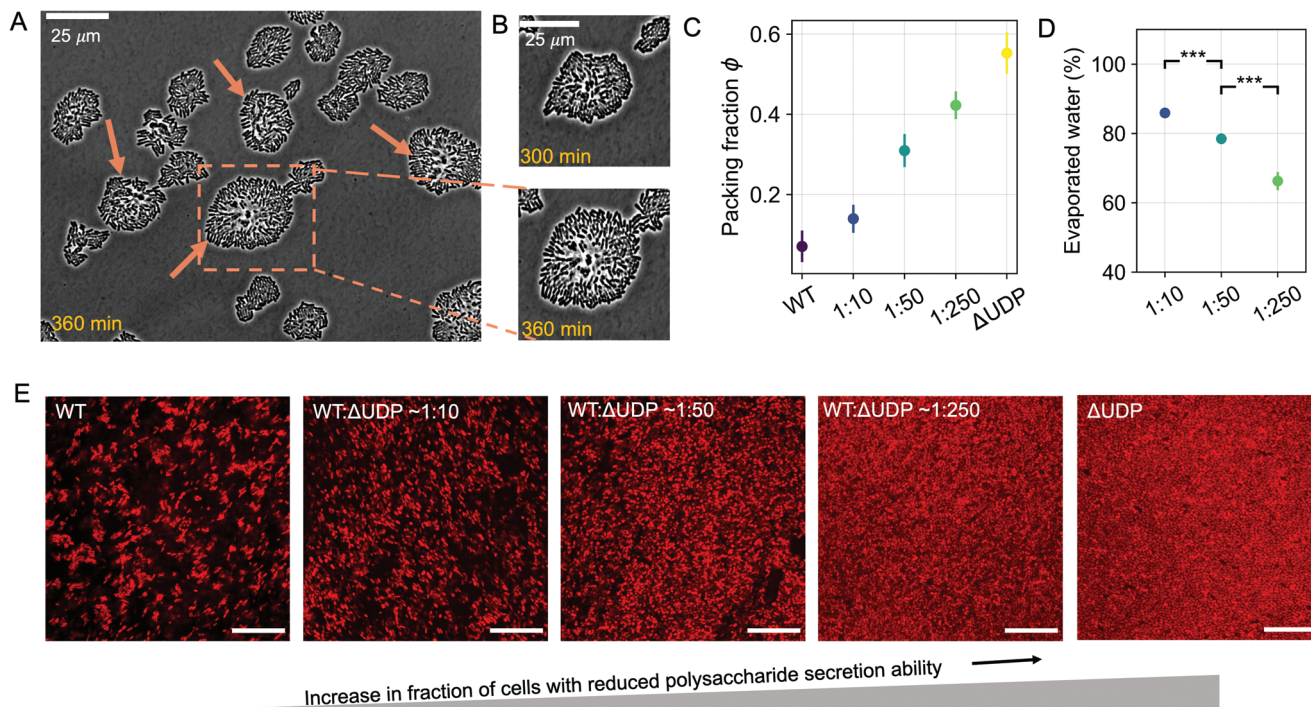 A
25 μm
360 min
B
25 μm
300 min
360 min
C
Packing fraction ϕ
0.6
0.4
0.2
WT
1:10
1:50
1:250
ΔUDP
D
Evaporated water (%)
100
80
60
40
***
***
1:10
1:50
1:250
E
WT
WT:ΔUDP ~1:10
WT:ΔUDP ~1:50
WT:ΔUDP ~1:250
ΔUDP
Increase in fraction of cells with reduced polysaccharide secretion ability